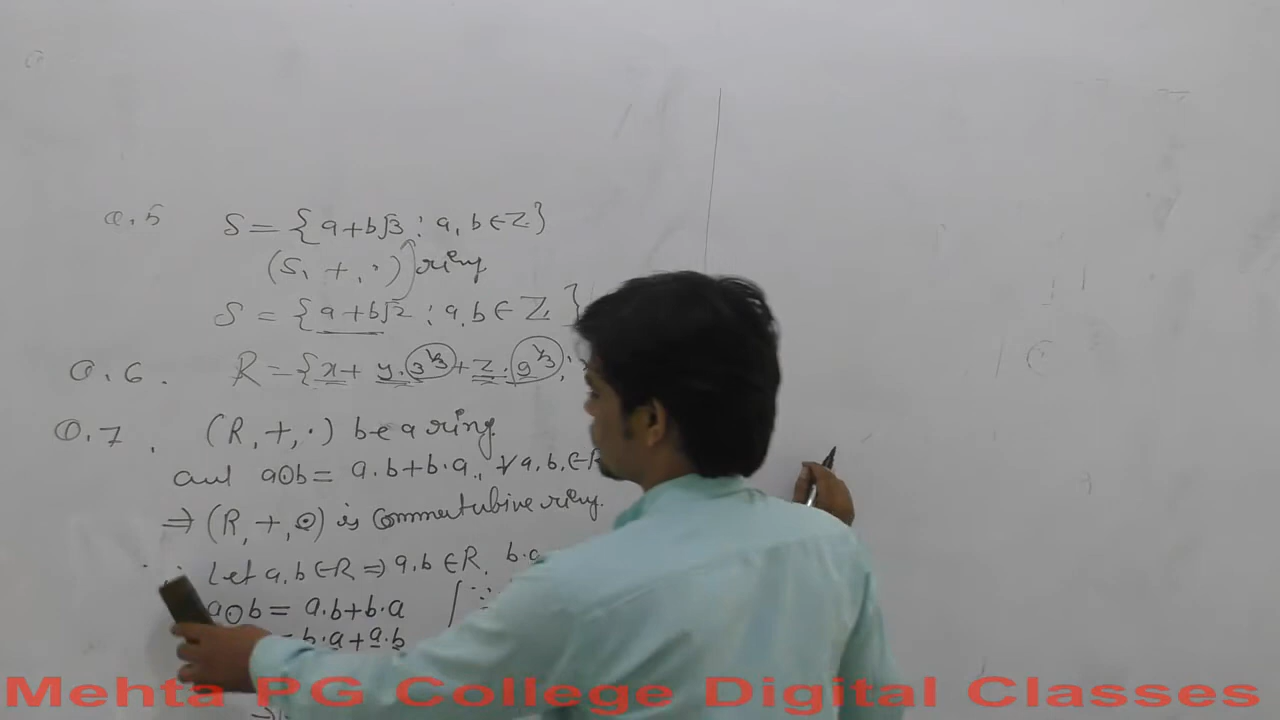 Q.5 S = {a+b√3 : a, b ∈ Z}
(S, +, ·) ring
S = {a+b√2 : a, b ∈ Z}
Q.6. R = {x + y.3^1/3 + z.9^1/3 :
Q.7. (R, +, ·) be a ring
and a⊙b = a.b+b.a, ∀ a, b, ∈ R
⇒ (R, +, ⊙) is commutative ring.
Let a, b ∈ R ⇒ a.b ∈ R, b.a
a⊙b = a.b+b.a
= b.a + a.b
Mehta PG College Digital Classes